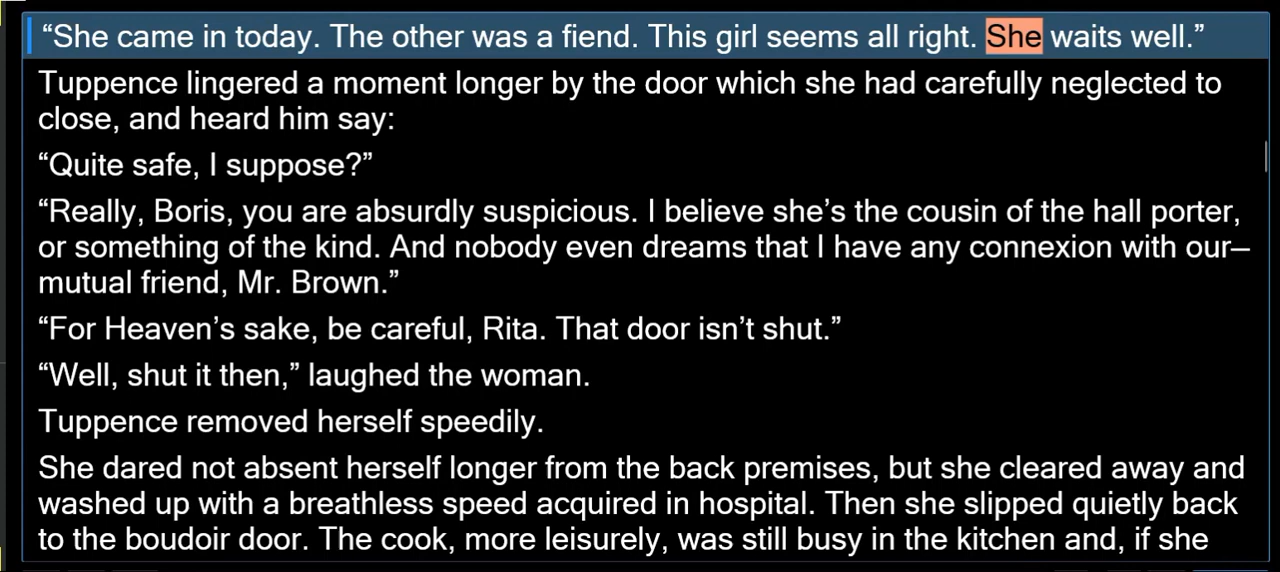 “She came in today. The other was a fiend. This girl seems all right. She waits well.”
Tuppence lingered a moment longer by the door which she had carefully neglected to
close, and heard him say:
“Quite safe, I suppose?”
“Really, Boris, you are absurdly suspicious. I believe she’s the cousin of the hall porter,
or something of the kind. And nobody even dreams that I have any connexion with our—
mutual friend, Mr. Brown.”
“For Heaven’s sake, be careful, Rita. That door isn’t shut.”
“Well, shut it then,” laughed the woman.
Tuppence removed herself speedily.
She dared not absent herself longer from the back premises, but she cleared away and
washed up with a breathless speed acquired in hospital. Then she slipped quietly back
to the boudoir door. The cook, more leisurely, was still busy in the kitchen and, if she